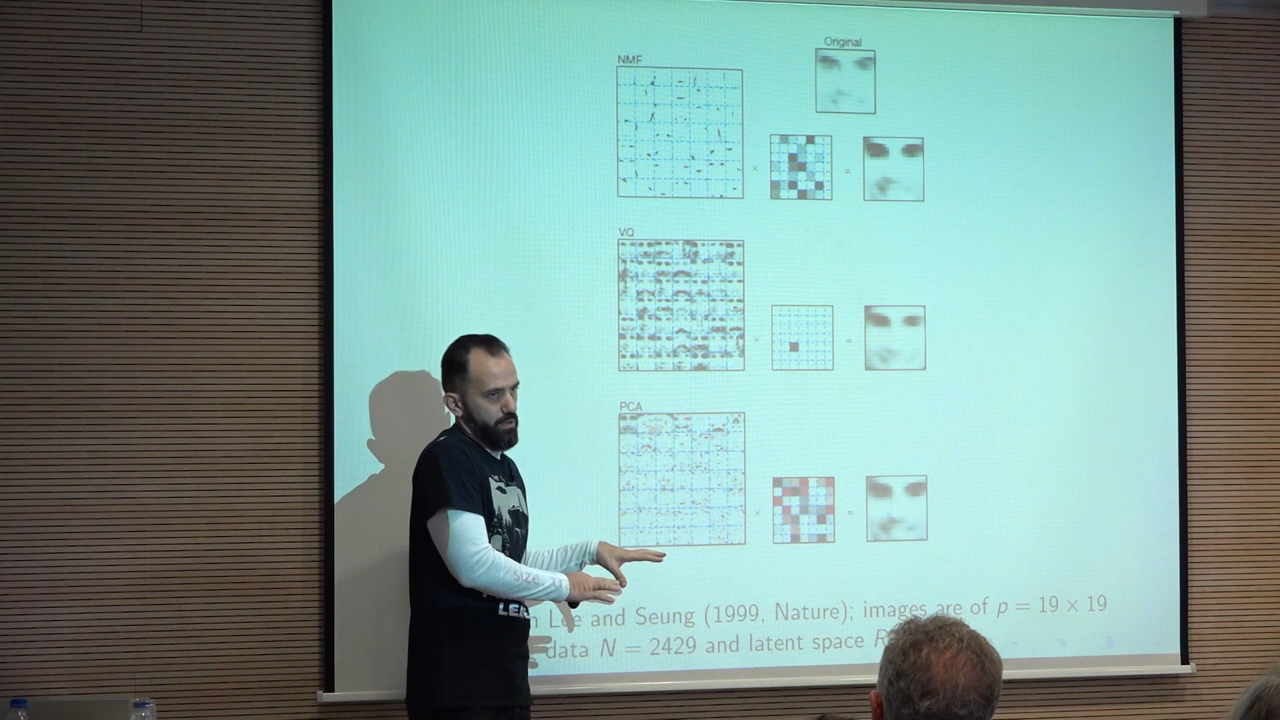 Original
NMF
×
=
VQ
×
=
PCA
×
=
Lee and Seung (1999, Nature); images are of p = 19 × 19
data N = 2429 and latent space R